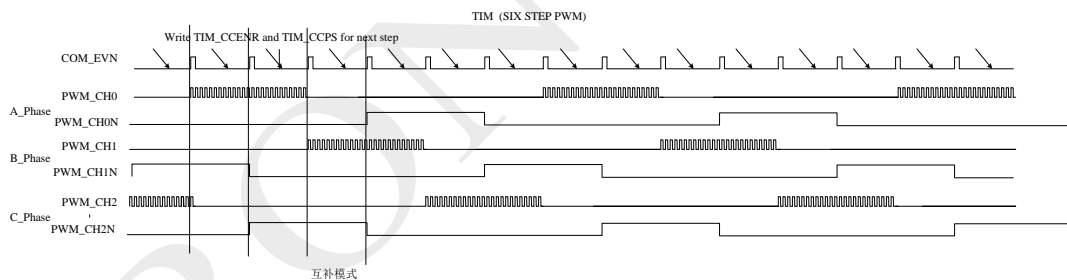 TIM (SIX STEP PWM)
Write TIM_CCENR and TIM_CCPS for next step
COM_EVN
PWM_CH0
A_Phase
PWM_CH0N
PWM_CH1
B_Phase
PWM_CH1N
PWM_CH2
C_Phase
PWM_CH2N
互补模式